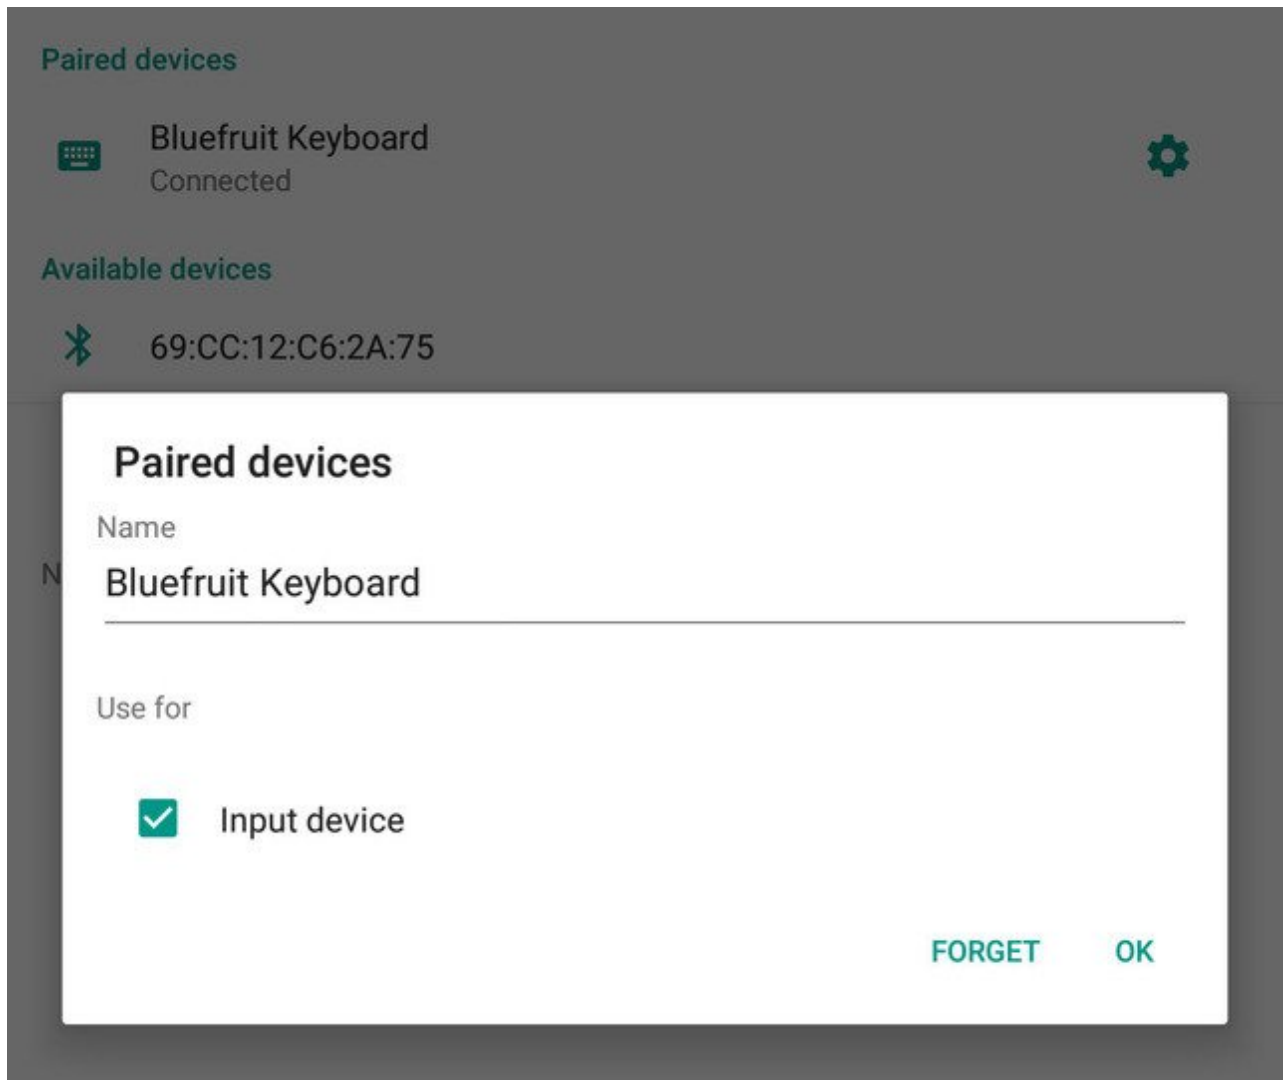 Paired devices
Bluefruit Keyboard
Connected
Available devices
69:CC:12:C6:2A:75
Paired devices
Name
Bluefruit Keyboard
Use for
Input device
FORGET OK